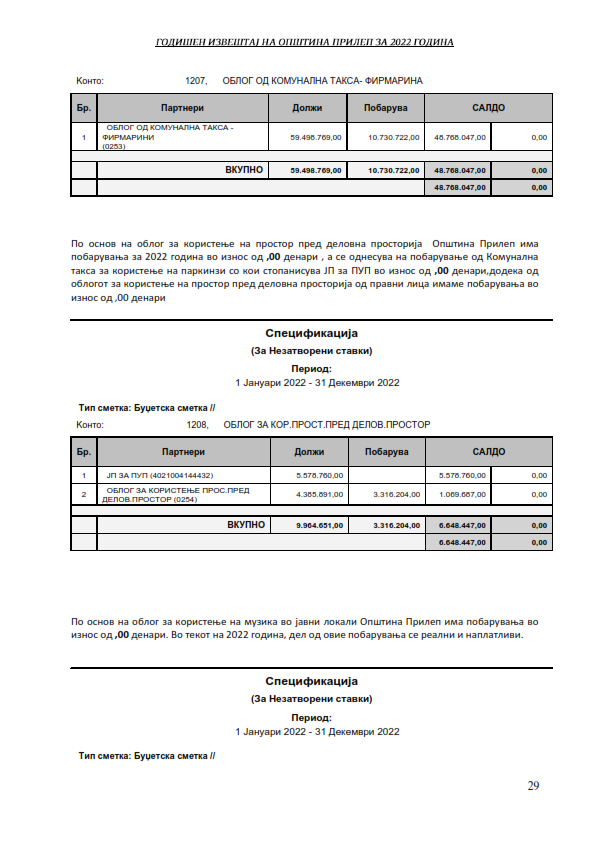 ГОДИШЕН ИЗВЕШТАЈ НА ОПШТИНА ПРИЛЕП ЗА 2022 ГОДИНА
Конто: 1207, ОБЛОГ ОД КОМУНАЛНА ТАКСА- ФИРМАРИНА
Бр. Партнери Должи Побарува САЛДО
1 ОБЛОГ ОД КОМУНАЛНА ТАКСА - ФИРМАРИНИ (0253) 59.498.769,00 10.730.722,00 48.768.047,00 0,00
ВКУПНО 59.498.769,00 10.730.722,00 48.768.047,00 0,00
48.768.047,00 0,00
По основ на облог за користење на простор пред деловна просторија Општина Прилеп има
побарувања за 2022 година во износ од ,00 денари , а се однесува на побарување од Комунална
такса за користење на паркинзи со кои стопанисува ЈП за ПУП во износ од ,00 денари,додека од
облогот за користење на простор пред деловна просторија од правни лица имаме побарувања во
износ од ,00 денари
Спецификација
(За Незатворени ставки)
Период:
1 Јануари 2022 - 31 Декември 2022
Тип сметка: Буџетска сметка //
Конто: 1208, ОБЛОГ ЗА КОР.ПРОСТ.ПРЕД ДЕЛОВ.ПРОСТОР
Бр. Партнери Должи Побарува САЛДО
1 ЈП ЗА ПУП (4021004144432) 5.578.760,00 5.578.760,00 0,00
2 ОБЛОГ ЗА КОРИСТЕЊЕ ПРОС.ПРЕД ДЕЛОВ.ПРОСТОР (0254) 4.385.891,00 3.316.204,00 1.069.687,00 0,00
ВКУПНО 9.964.651,00 3.316.204,00 6.648.447,00 0,00
6.648.447,00 0,00
По основ на облог за користење на музика во јавни локали Општина Прилеп има побарувања во
износ од ,00 денари. Во текот на 2022 година, дел од овие побарувања се реални и наплатливи.
Спецификација
(За Незатворени ставки)
Период:
1 Јануари 2022 - 31 Декември 2022
Тип сметка: Буџетска сметка //
29